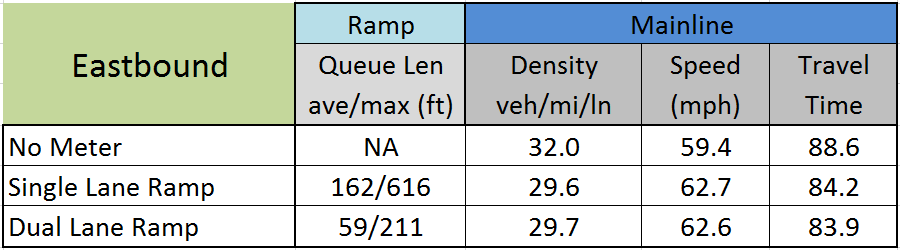 Eastbound Ramp Mainline
Queue Len Density Speed Travel
ave/max (ft) veh/mi/ln (mph) Time
No Meter NA 32.0 59.4 88.6
Single Lane Ramp 162/616 29.6 62.7 84.2
Dual Lane Ramp 59/211 29.7 62.6 83.9